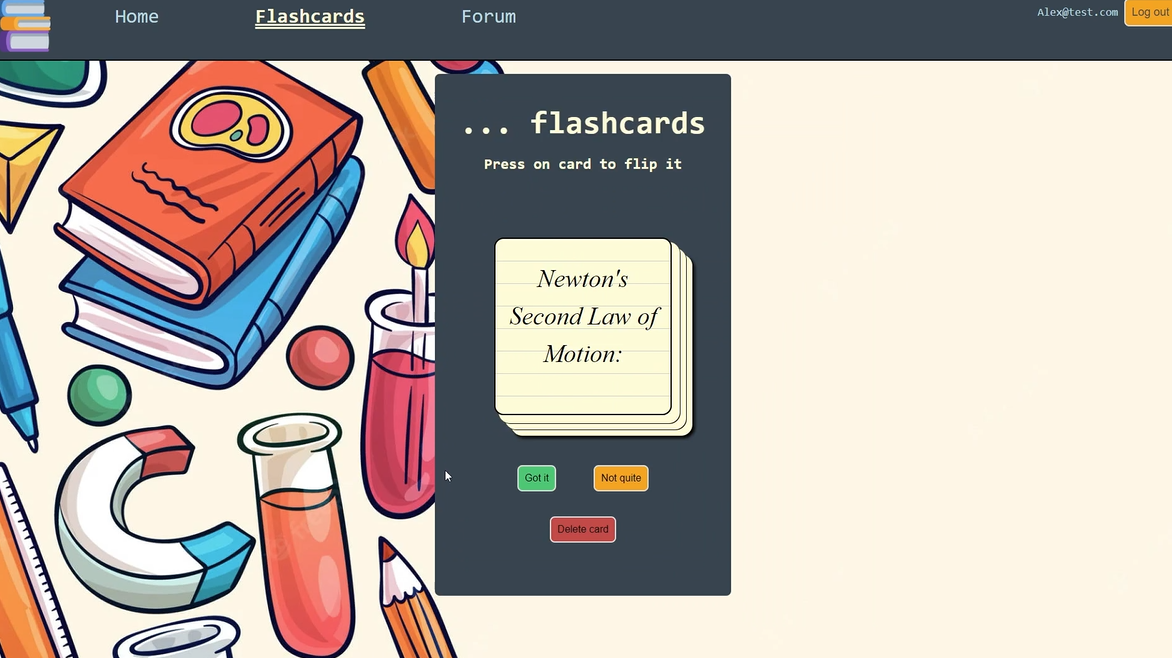 Home Flashcards Forum Alex@test.com Log out
... flashcards
Press on card to flip it
Newton's
Second Law of
Motion:
Got it Not quite
Delete card